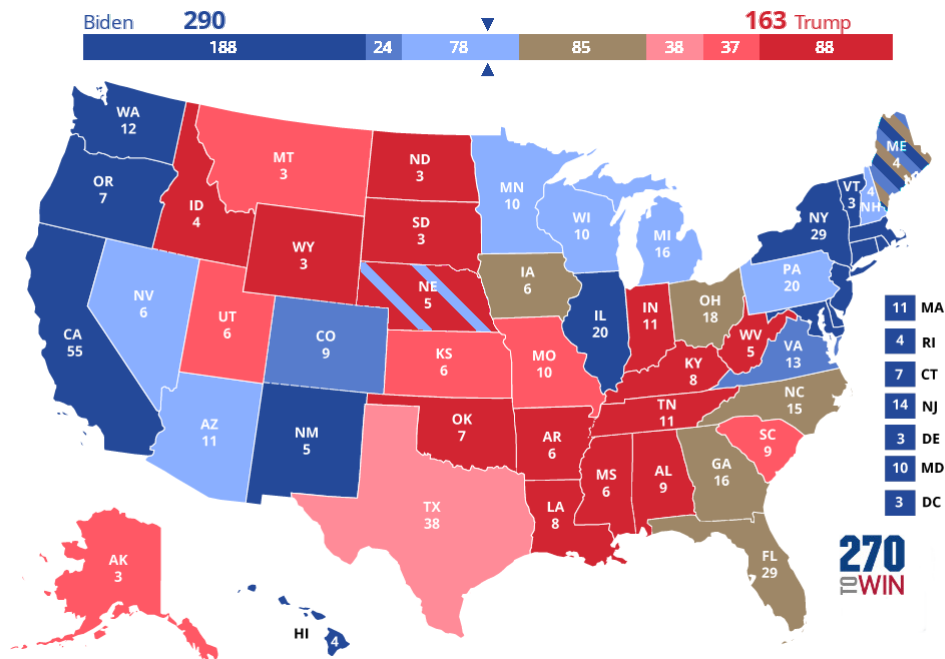 Biden 290 163 Trump
188 24 78 85 38 37 88
WA
12
OR
7
CA
55
NV
6
ID
4
MT
3
WY
3
UT
6
CO
9
AZ
11
NM
5
ND
3
SD
3
NE
5
KS
6
OK
7
TX
38
MN
10
IA
6
MO
10
AR
6
LA
8
WI
10
IL
20
MI
16
IN
11
OH
18
KY
8
TN
11
MS
6
AL
9
GA
16
FL
29
SC
9
NC
15
VA
13
WV
5
PA
20
NY
29
VT
3
4
NH
ME
4
11 MA
4 RI
7 CT
14 NJ
3 DE
10 MD
3 DC
AK
3
HI
4
270
TO WIN